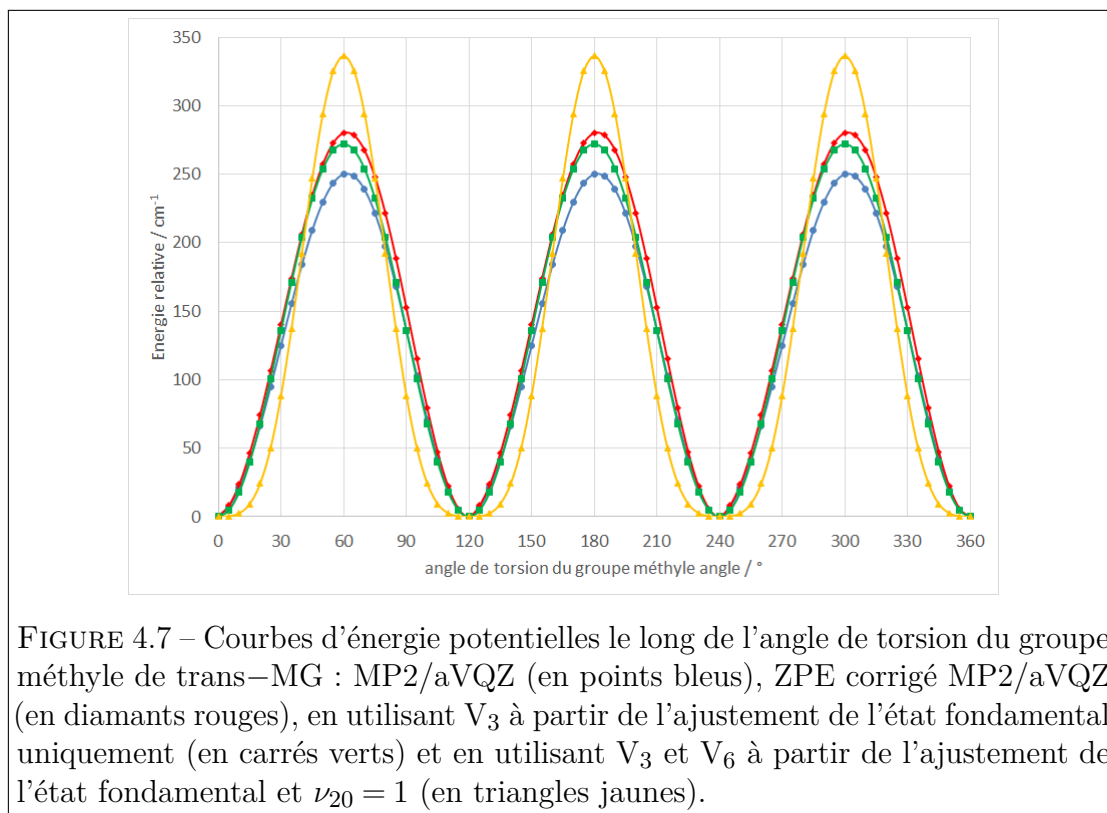 350
300
250
200
150
100
50
0
Energie relative / cm⁻¹
0 30 60 90 120 150 180 210 240 270 300 330 360
angle de torsion du groupe méthyle angle / °
FIGURE 4.7 – Courbes d'énergie potentielles le long de l'angle de torsion du groupe
méthyle de trans−MG : MP2/aVQZ (en points bleus), ZPE corrigé MP2/aVQZ
(en diamants rouges), en utilisant V₃ à partir de l'ajustement de l'état fondamental
uniquement (en carrés verts) et en utilisant V₃ et V₆ à partir de l'ajustement de
l'état fondamental et ν₂₀ = 1 (en triangles jaunes).